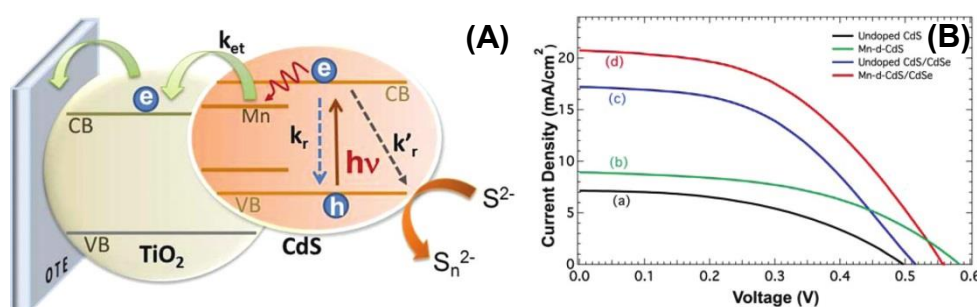 (A)
k_et
e
e
CB
Mn
CB
k_r
k'_r
hν
VB
h
S²⁻
VB
TiO₂
CdS
Sₙ²⁻
OTE
(B)
Current Density (mA/cm²)
25
20
15
10
5
0
(d)
(c)
(b)
(a)
Undoped CdS
Mn-d-CdS
Undoped CdS/CdSe
Mn-d-CdS/CdSe
0.0 0.1 0.2 0.3 0.4 0.5 0.6
Voltage (V)